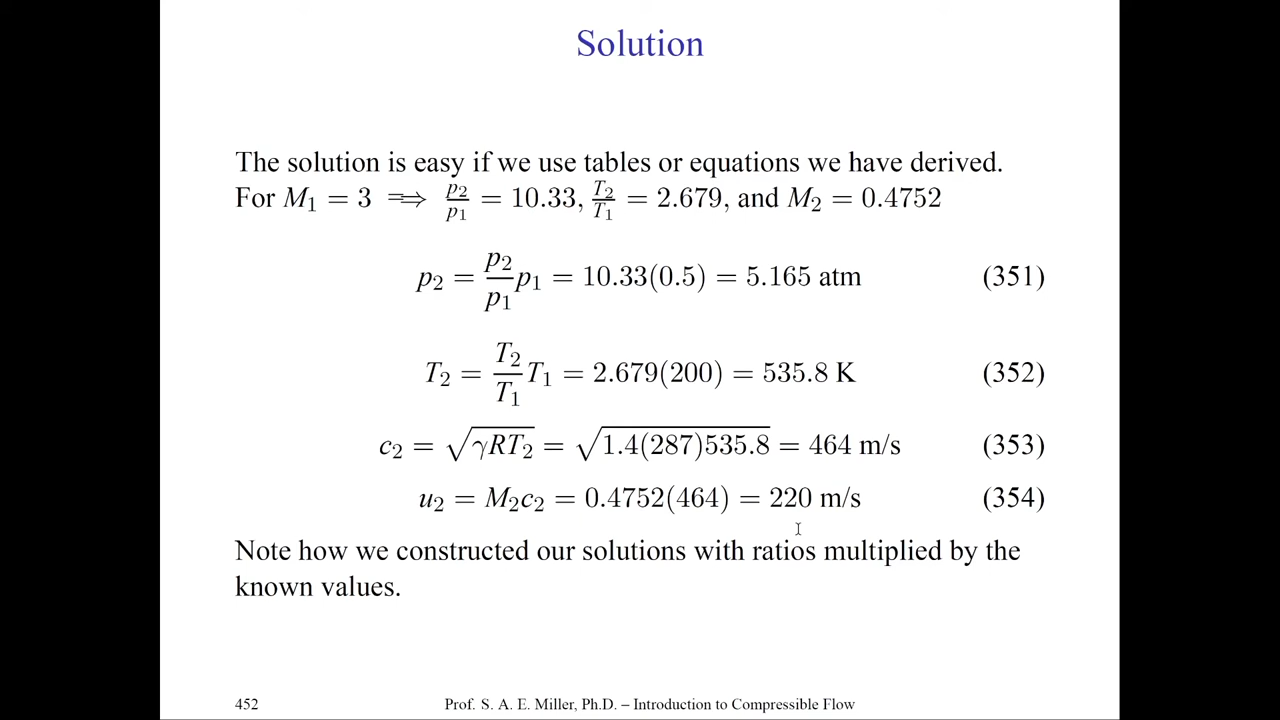 Solution
The solution is easy if we use tables or equations we have derived.
For M₁ = 3 ⟹ p₂/p₁ = 10.33, T₂/T₁ = 2.679, and M₂ = 0.4752
p₂ = p₂/p₁ p₁ = 10.33(0.5) = 5.165 atm (351)
T₂ = T₂/T₁ T₁ = 2.679(200) = 535.8 K (352)
c₂ = √γRT₂ = √1.4(287)535.8 = 464 m/s (353)
u₂ = M₂c₂ = 0.4752(464) = 220 m/s (354)
Note how we constructed our solutions with ratios multiplied by the
known values.
452 Prof. S. A. E. Miller, Ph.D. – Introduction to Compressible Flow